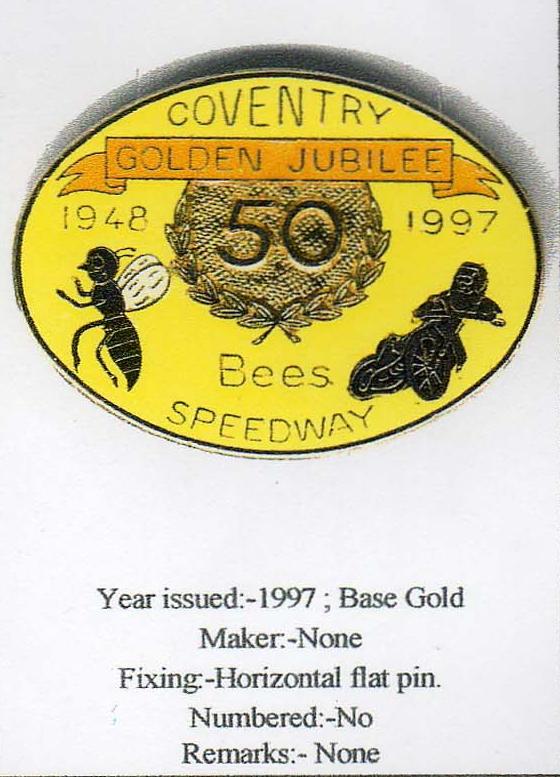 COVENTRY
GOLDEN JUBILEE
1948 50 1997
Bees
SPEEDWAY
Year issued:-1997 ; Base Gold
Maker:-None
Fixing:-Horizontal flat pin.
Numbered:-No
Remarks:- None